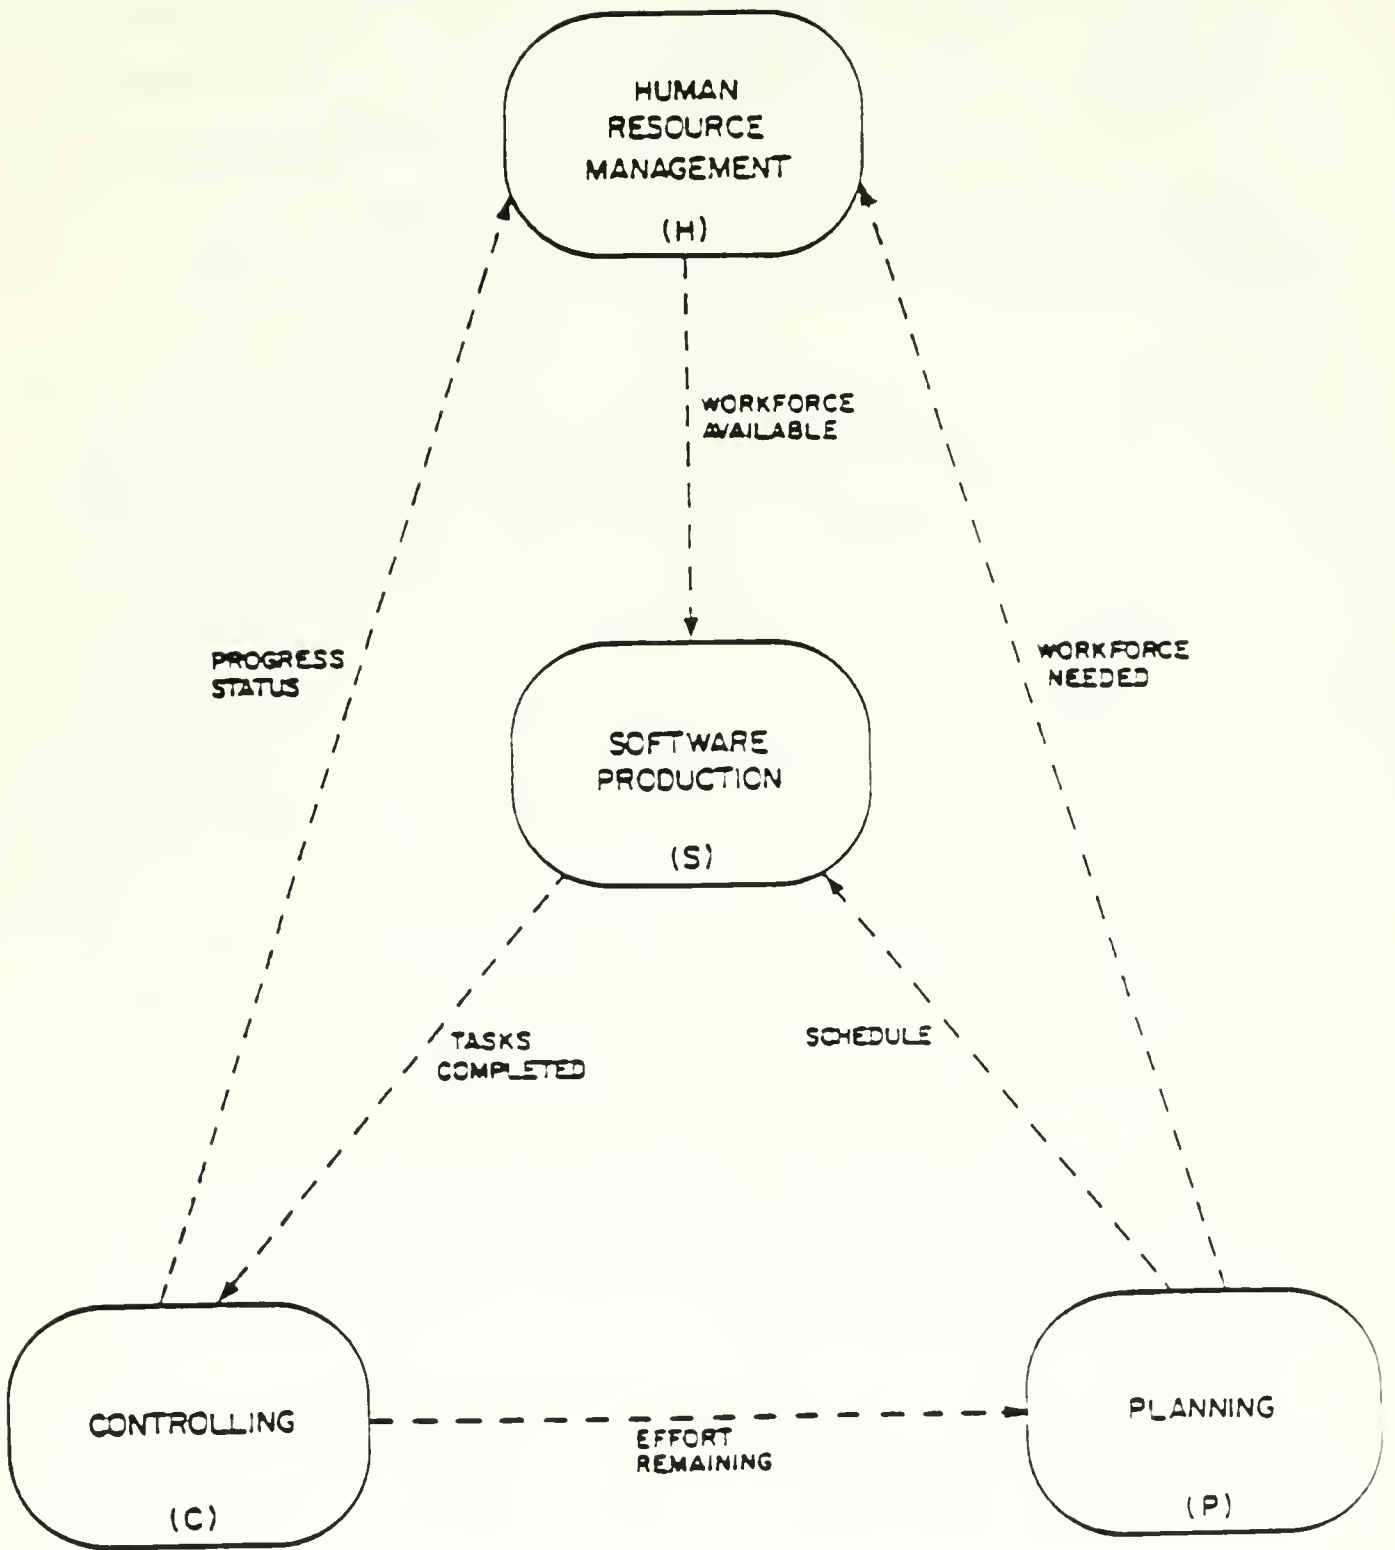 HUMAN
RESOURCE
MANAGEMENT
(H)
WORKFORCE
AVAILABLE
PROGRESS
STATUS
WORKFORCE
NEEDED
SOFTWARE
PRODUCTION
(S)
TASKS
COMPLETED
SCHEDULE
CONTROLLING
(C)
EFFORT
REMAINING
PLANNING
(P)